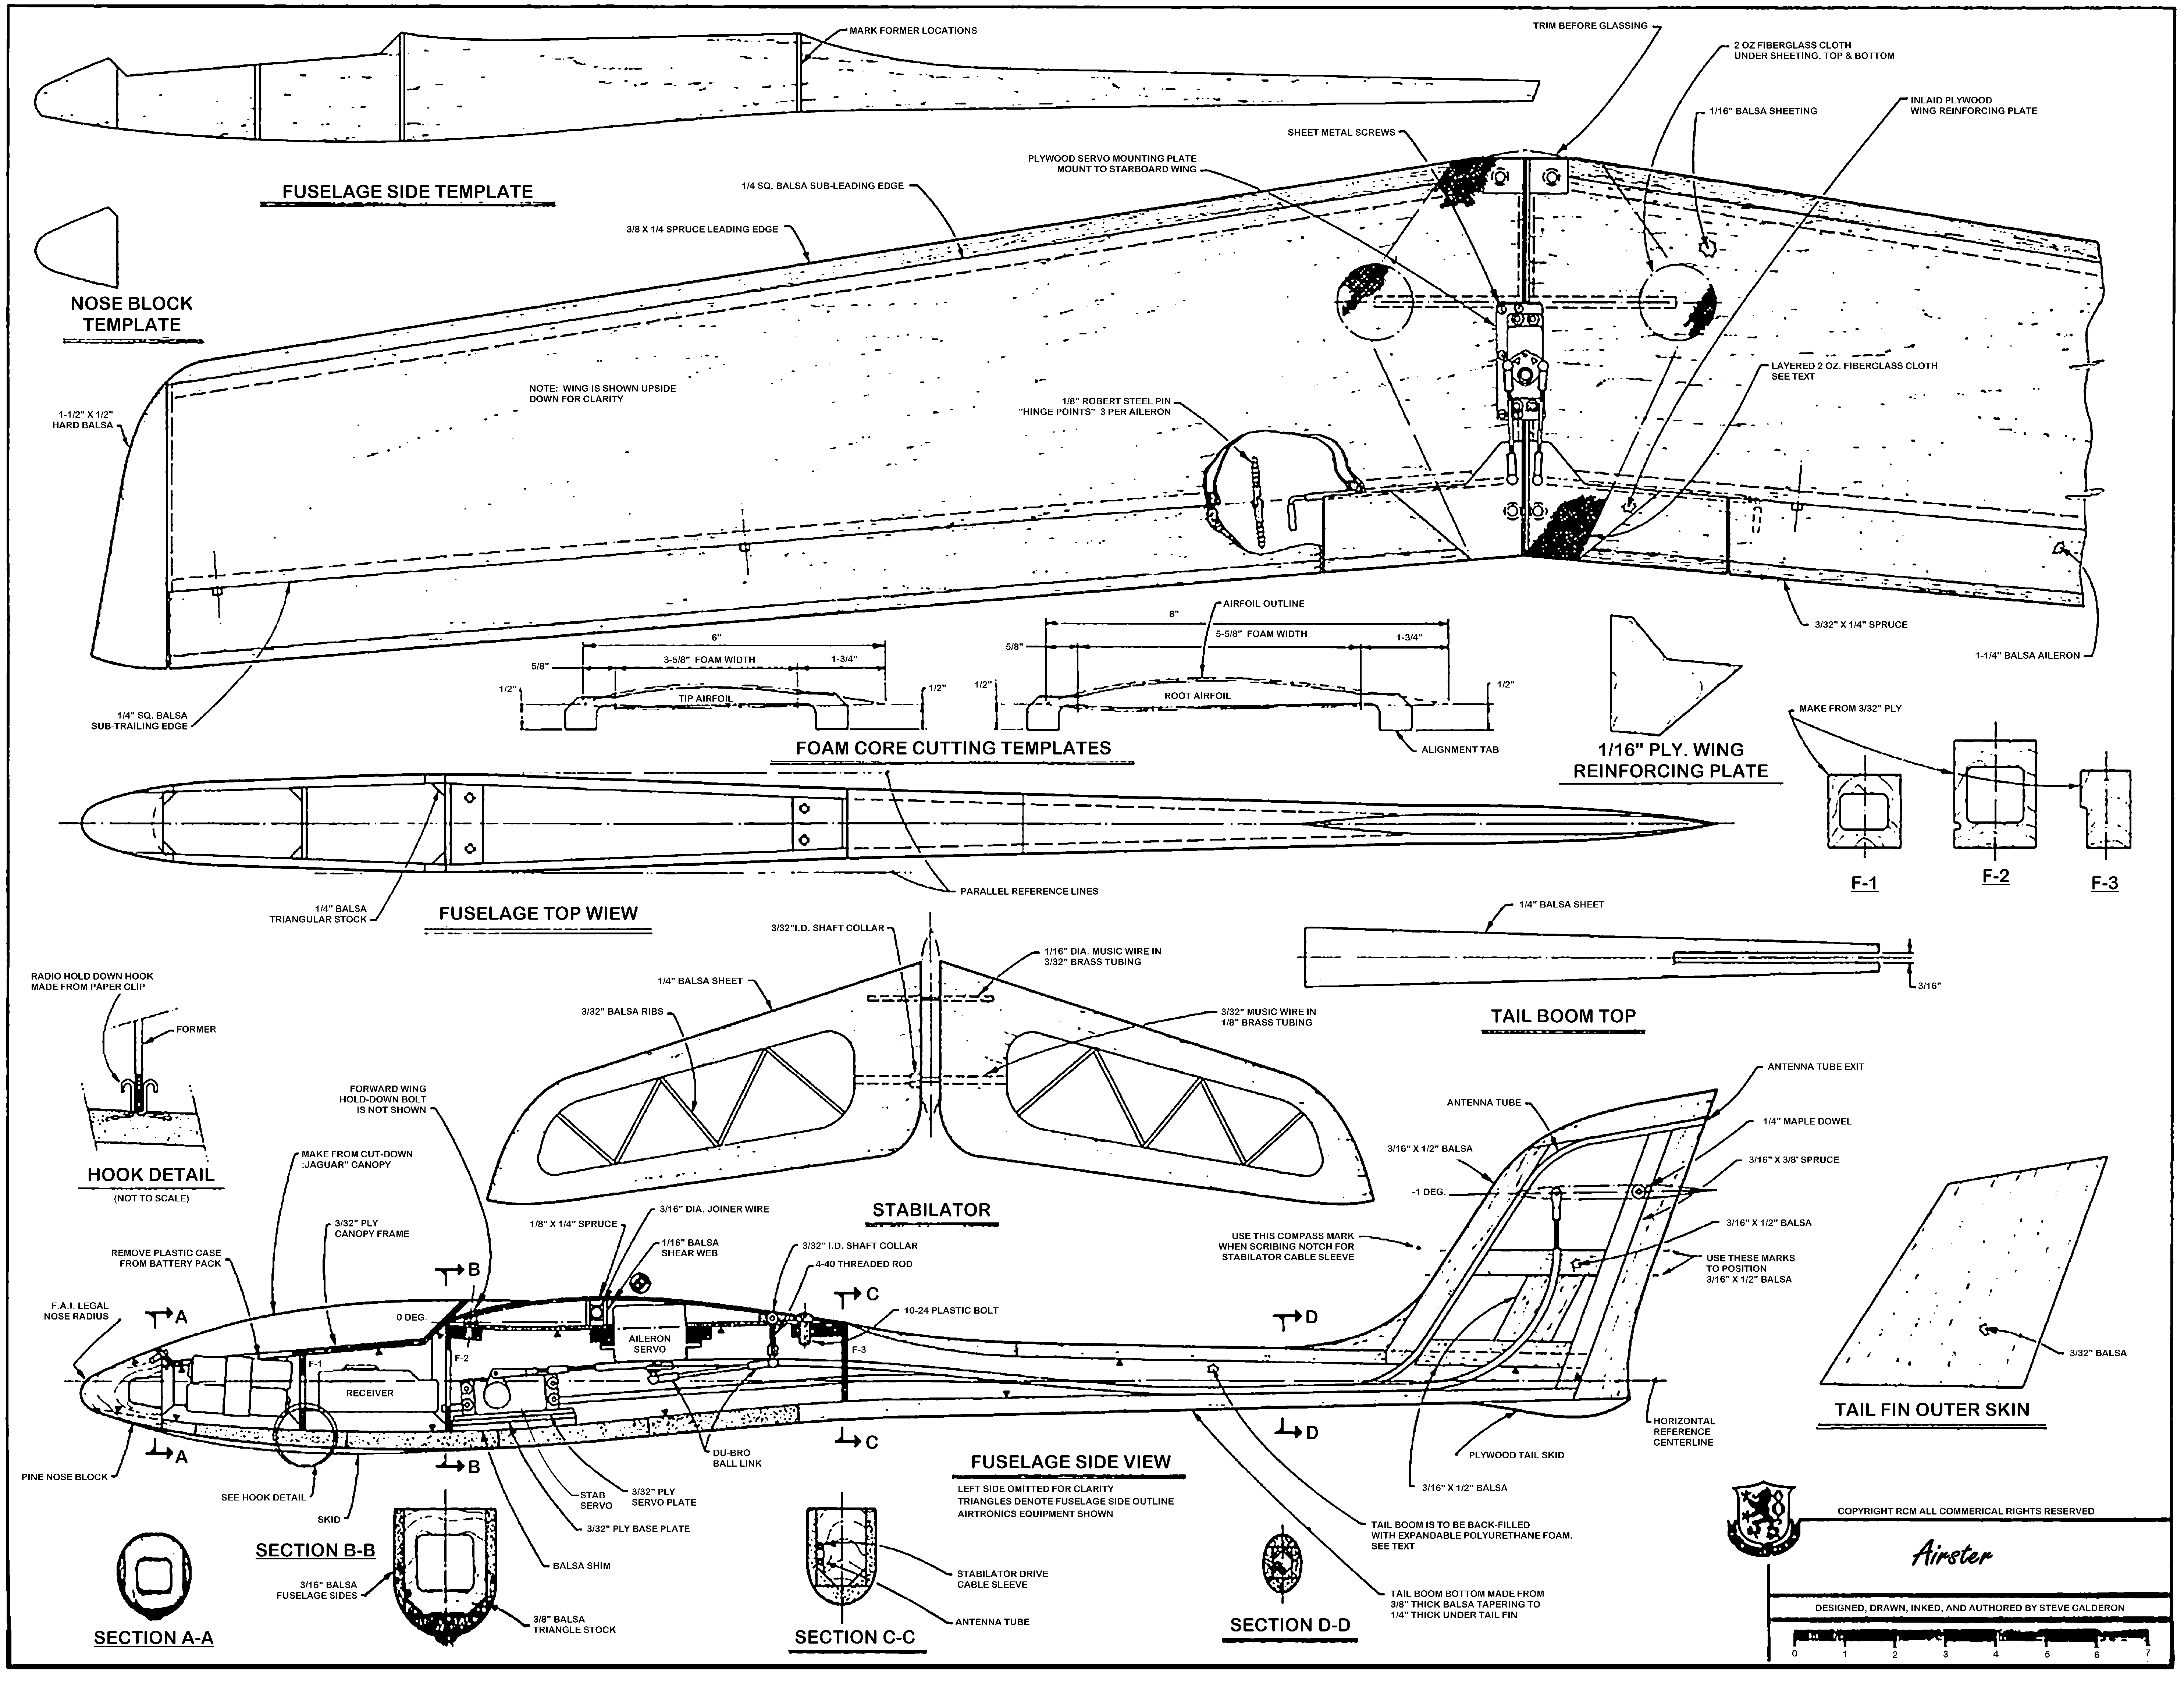 MARK FORMER LOCATIONS
TRIM BEFORE GLASSING
2 OZ FIBERGLASS CLOTH
UNDER SHEETING, TOP & BOTTOM
INLAID PLYWOOD
WING REINFORCING PLATE
1/16" BALSA SHEETING
SHEET METAL SCREWS
PLYWOOD SERVO MOUNTING PLATE
MOUNT TO STARBOARD WING
1/4 SQ. BALSA SUB-LEADING EDGE
FUSELAGE SIDE TEMPLATE
3/8 X 1/4 SPRUCE LEADING EDGE
NOSE BLOCK
TEMPLATE
NOTE: WING IS SHOWN UPSIDE
DOWN FOR CLARITY
1-1/2" X 1/2"
HARD BALSA
1/8" ROBERT STEEL PIN
"HINGE POINTS" 3 PER AILERON
LAYERED 2 OZ. FIBERGLASS CLOTH
SEE TEXT
1/4" SQ. BALSA
SUB-TRAILING EDGE
6"
3-5/8" FOAM WIDTH
1-3/4"
5/8"
1/2"
1/2"
TIP AIRFOIL
AIRFOIL OUTLINE
8"
5-5/8" FOAM WIDTH
1-3/4"
5/8"
1/2"
1/2"
ROOT AIRFOIL
ALIGNMENT TAB
FOAM CORE CUTTING TEMPLATES
3/32" X 1/4" SPRUCE
1-1/4" BALSA AILERON
1/16" PLY. WING
REINFORCING PLATE
MAKE FROM 3/32" PLY
F-1
F-2
F-3
PARALLEL REFERENCE LINES
1/4" BALSA
TRIANGULAR STOCK
FUSELAGE TOP WIEW
1/4" BALSA SHEET
3/16"
TAIL BOOM TOP
3/32"I.D. SHAFT COLLAR
1/16" DIA. MUSIC WIRE IN
3/32" BRASS TUBING
1/4" BALSA SHEET
3/32" BALSA RIBS
3/32" MUSIC WIRE IN
1/8" BRASS TUBING
STABILATOR
RADIO HOLD DOWN HOOK
MADE FROM PAPER CLIP
FORMER
HOOK DETAIL
(NOT TO SCALE)
FORWARD WING
HOLD-DOWN BOLT
IS NOT SHOWN
MAKE FROM CUT-DOWN
:JAGUAR" CANOPY
3/32" PLY
CANOPY FRAME
REMOVE PLASTIC CASE
FROM BATTERY PACK
F.A.I. LEGAL
NOSE RADIUS
1/8" X 1/4" SPRUCE
3/16" DIA. JOINER WIRE
1/16" BALSA
SHEAR WEB
3/32" I.D. SHAFT COLLAR
4-40 THREADED ROD
10-24 PLASTIC BOLT
A
B
C
D
0 DEG.
F-1
F-2
F-3
AILERON
SERVO
RECEIVER
A
B
C
D
PINE NOSE BLOCK
SEE HOOK DETAIL
SKID
STAB
SERVO
3/32" PLY
SERVO PLATE
3/32" PLY BASE PLATE
BALSA SHIM
DU-BRO
BALL LINK
FUSELAGE SIDE VIEW
LEFT SIDE OMITTED FOR CLARITY
TRIANGLES DENOTE FUSELAGE SIDE OUTLINE
AIRTRONICS EQUIPMENT SHOWN
ANTENNA TUBE EXIT
ANTENNA TUBE
1/4" MAPLE DOWEL
3/16" X 1/2" BALSA
3/16" X 3/8' SPRUCE
-1 DEG.
3/16" X 1/2" BALSA
USE THIS COMPASS MARK
WHEN SCRIBING NOTCH FOR
STABILATOR CABLE SLEEVE
USE THESE MARKS
TO POSITION
3/16" X 1/2" BALSA
HORIZONTAL
REFERENCE
CENTERLINE
PLYWOOD TAIL SKID
3/16" X 1/2" BALSA
TAIL BOOM IS TO BE BACK-FILLED
WITH EXPANDABLE POLYURETHANE FOAM.
SEE TEXT
TAIL BOOM BOTTOM MADE FROM
3/8" THICK BALSA TAPERING TO
1/4" THICK UNDER TAIL FIN
3/32" BALSA
TAIL FIN OUTER SKIN
SECTION A-A
SECTION B-B
3/16" BALSA
FUSELAGE SIDES
3/8" BALSA
TRIANGLE STOCK
STABILATOR DRIVE
CABLE SLEEVE
ANTENNA TUBE
SECTION C-C
SECTION D-D
COPYRIGHT RCM ALL COMMERICAL RIGHTS RESERVED
Airster
DESIGNED, DRAWN, INKED, AND AUTHORED BY STEVE CALDERON
0 1 2 3 4 5 6 7